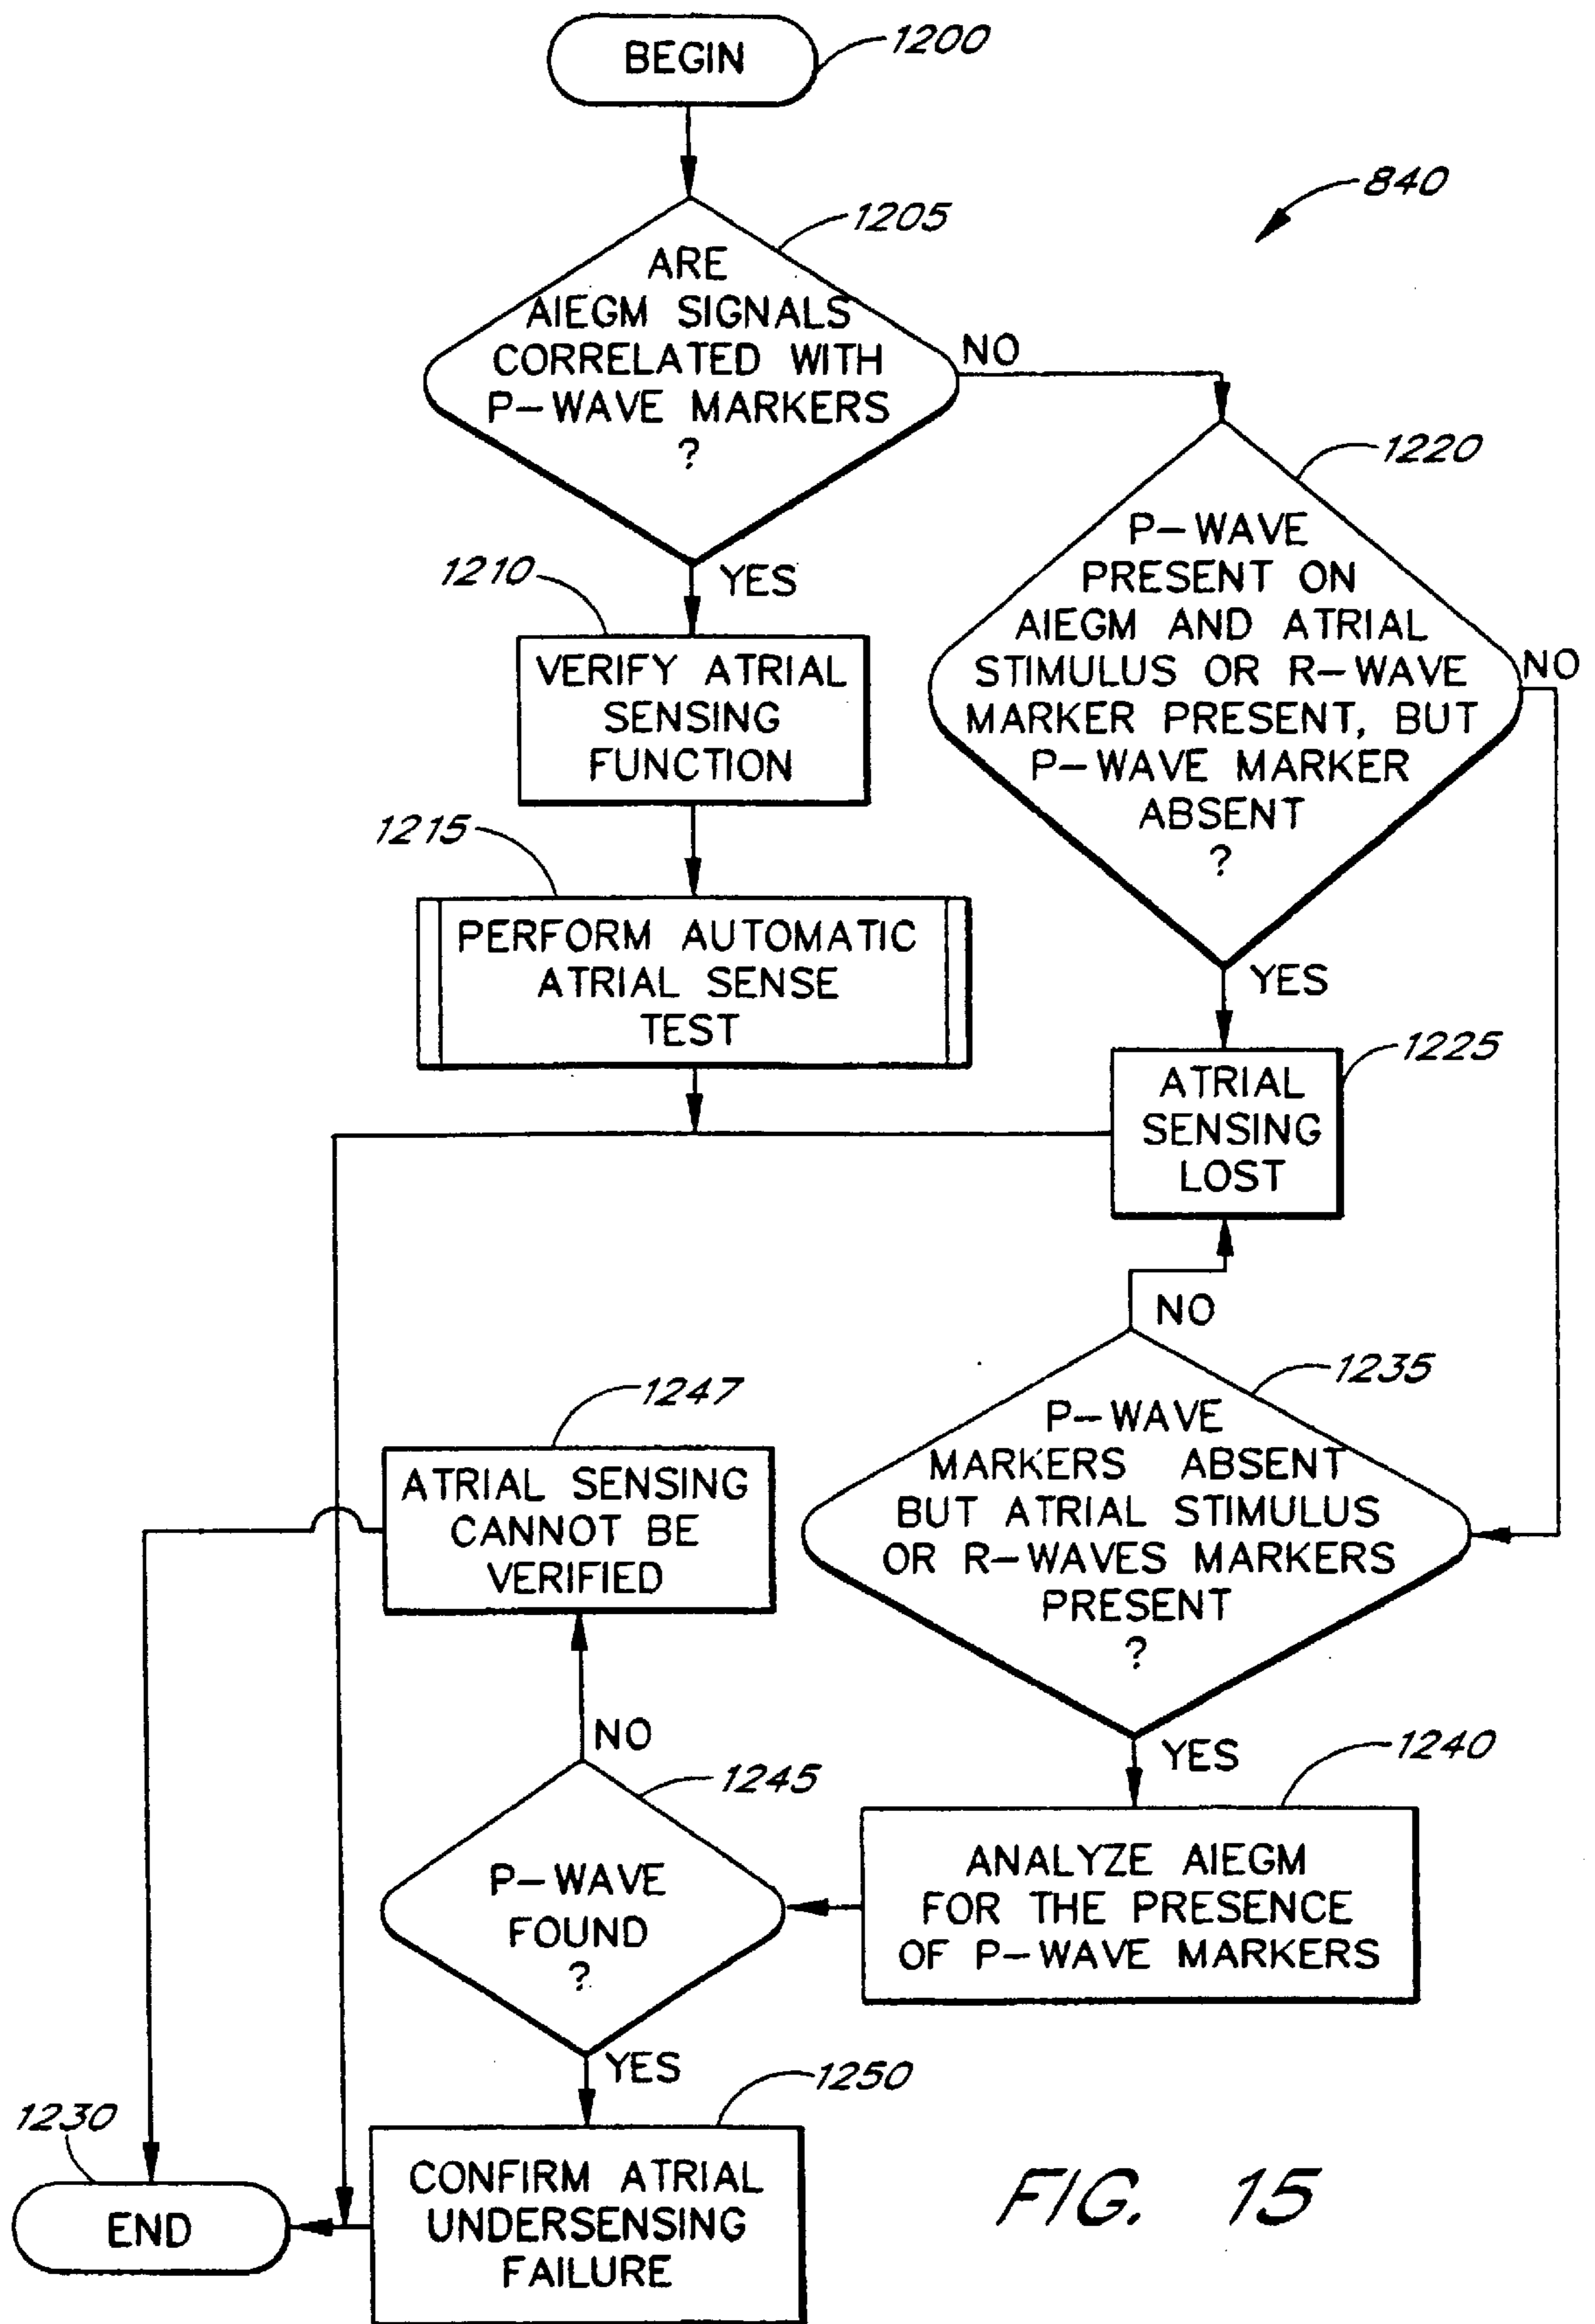 BEGIN
1200
840
1205
ARE
AIEGM SIGNALS
CORRELATED WITH
P-WAVE MARKERS
?
NO
YES
1210
VERIFY ATRIAL
SENSING
FUNCTION
1215
PERFORM AUTOMATIC
ATRIAL SENSE
TEST
1220
P-WAVE
PRESENT ON
AIEGM AND ATRIAL
STIMULUS OR R-WAVE
MARKER PRESENT, BUT
P-WAVE MARKER
ABSENT
?
NO
YES
1225
ATRIAL
SENSING
LOST
NO
1235
P-WAVE
MARKERS ABSENT
BUT ATRIAL STIMULUS
OR R-WAVES MARKERS
PRESENT
?
YES
1240
ANALYZE AIEGM
FOR THE PRESENCE
OF P-WAVE MARKERS
1247
ATRIAL SENSING
CANNOT BE
VERIFIED
NO
1245
P-WAVE
FOUND
?
YES
1250
CONFIRM ATRIAL
UNDERSENSING
FAILURE
1230
END
FIG. 15